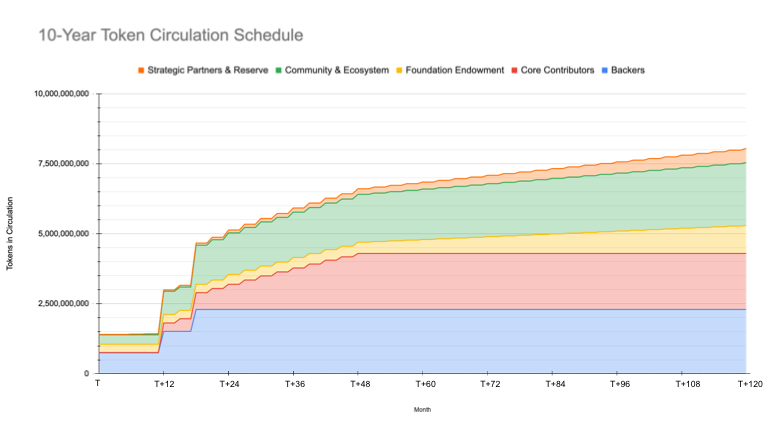 10-Year Token Circulation Schedule
Strategic Partners & Reserve Community & Ecosystem Foundation Endowment Core Contributors Backers
10,000,000,000
7,500,000,000
5,000,000,000
2,500,000,000
0
Tokens in Circulation
T T+12 T+24 T+36 T+48 T+60 T+72 T+84 T+96 T+108 T+120
Month